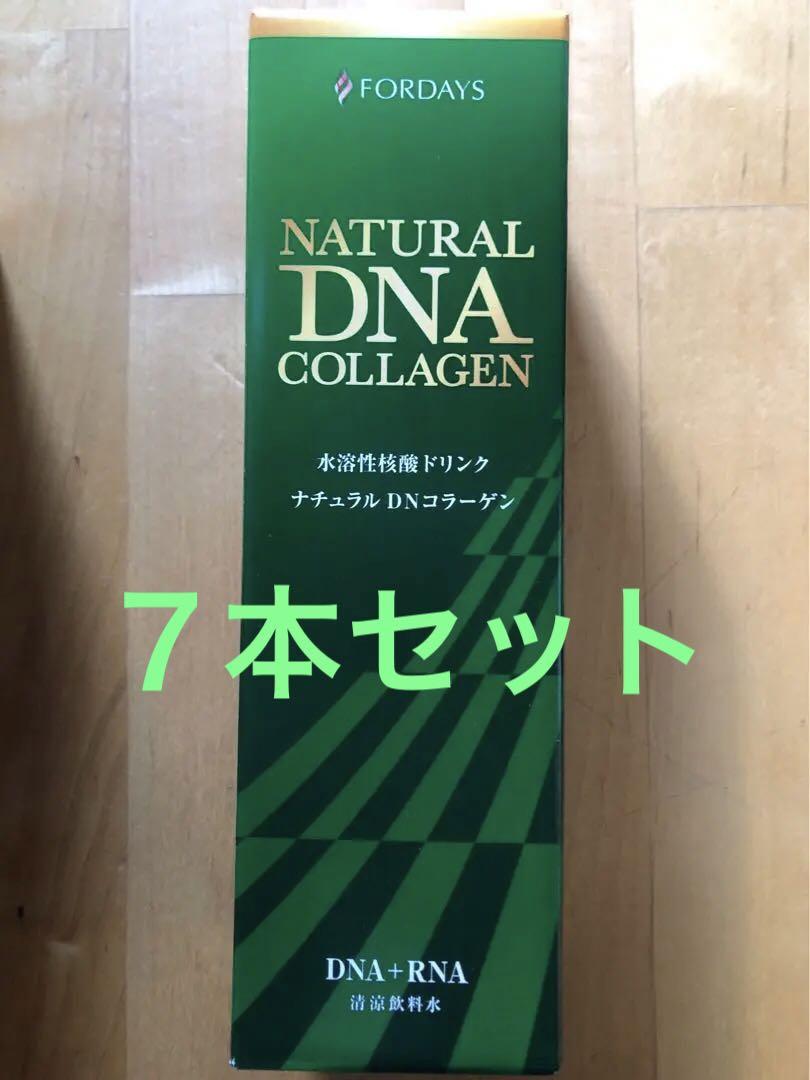 FORDAYS
NATURAL
DNA
COLLAGEN
水溶性核酸ドリンク
ナチュラル DNコラーゲン
7本セット
DNA+RNA
清涼飲料水